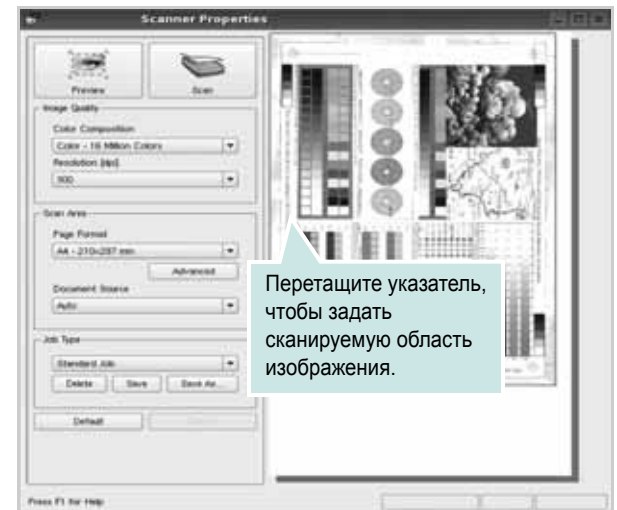 Scanner Properties
Preview
Scan
Image Quality
Color Composition
Color - 16 Million Colors
Resolution [dpi]
300
Scan Area
Page Format
A4 - 210x297 mm
Advanced
Document Source
Auto
Job Type
Standard Job
Delete
Save
Save As...
Default
Перетащите указатель,
чтобы задать
сканируемую область
изображения.
Press F1 for Help